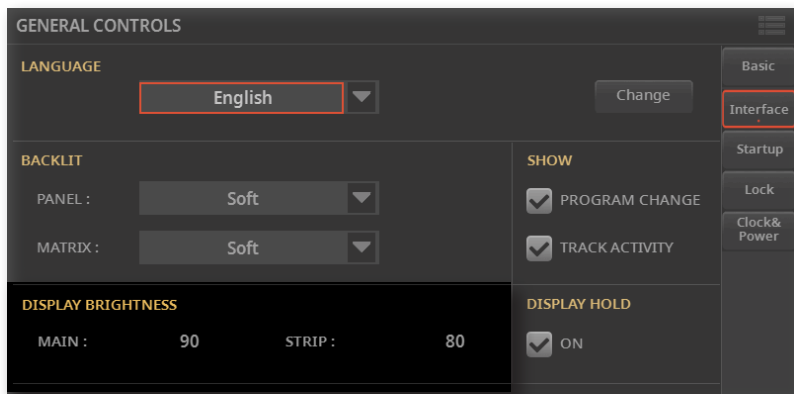 GENERAL CONTROLS
LANGUAGE
English
Change
BACKLIT
PANEL :
Soft
MATRIX :
Soft
SHOW
PROGRAM CHANGE
TRACK ACTIVITY
DISPLAY BRIGHTNESS
MAIN : 90 STRIP : 80
DISPLAY HOLD
ON
Basic
Interface
Startup
Lock
Clock&
Power